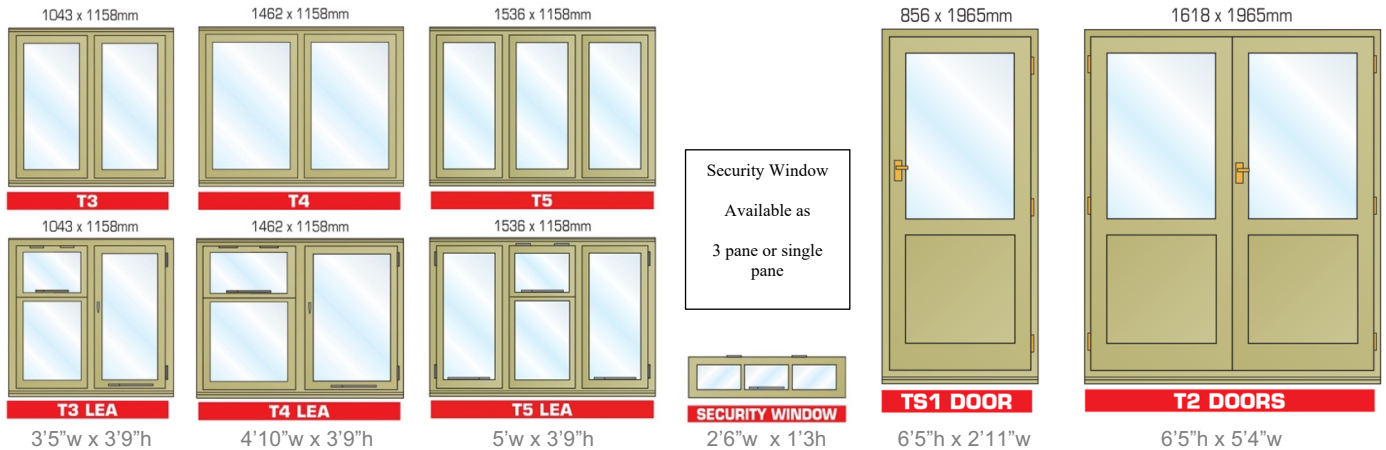 1043 x 1158mm
T3
1462 x 1158mm
T4
1536 x 1158mm
T5
1043 x 1158mm
T3 LEA
3’5”w x 3’9”h
1462 x 1158mm
T4 LEA
4’10”w x 3’9”h
1536 x 1158mm
T5 LEA
5’w x 3’9”h
Security Window
Available as
3 pane or single
pane
SECURITY WINDOW
2’6”w x 1’3h
856 x 1965mm
TS1 DOOR
6’5”h x 2’11”w
1618 x 1965mm
T2 DOORS
6’5”h x 5’4”w